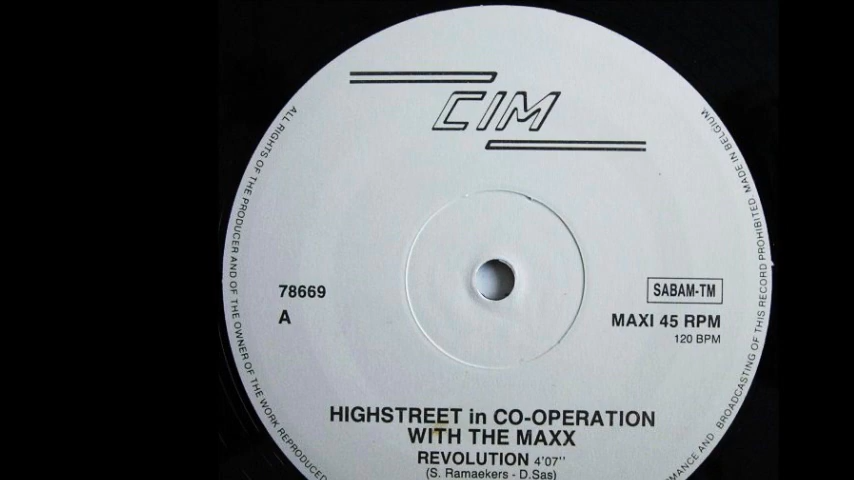 CIM
ALL RIGHTS OF THE PRODUCER AND OF THE OWNER OF THE WORK REPRODUCED
MANCE AND BROADCASTING OF THIS RECORD PROHIBITED. MADE IN BELGIUM
78669
A
SABAM-TM
MAXI 45 RPM
120 BPM
HIGHSTREET in CO-OPERATION
WITH THE MAXX
REVOLUTION 4'07''
(S. Ramaekers - D.Sas)